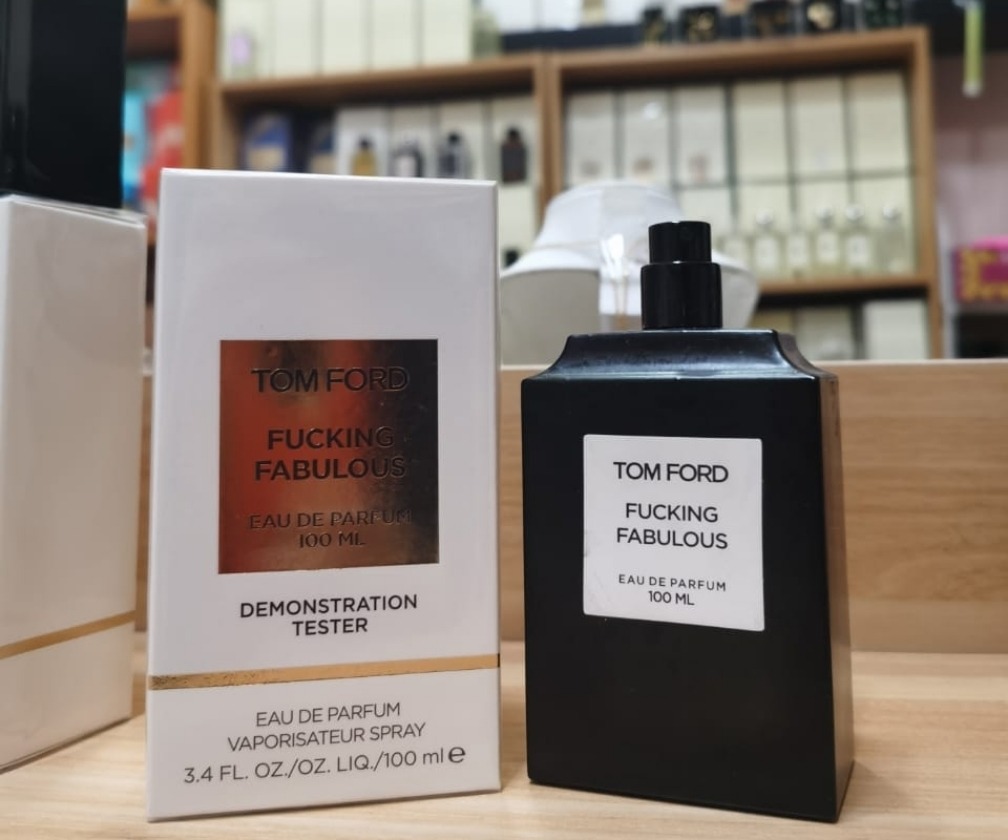 TOM FORD
FUCKING
FABULOUS
EAU DE PARFUM
100 ML
DEMONSTRATION
TESTER
EAU DE PARFUM
VAPORISATEUR SPRAY
3.4 FL. OZ./OZ. LIQ./100 ml e
TOM FORD
FUCKING
FABULOUS
EAU DE PARFUM
100 ML